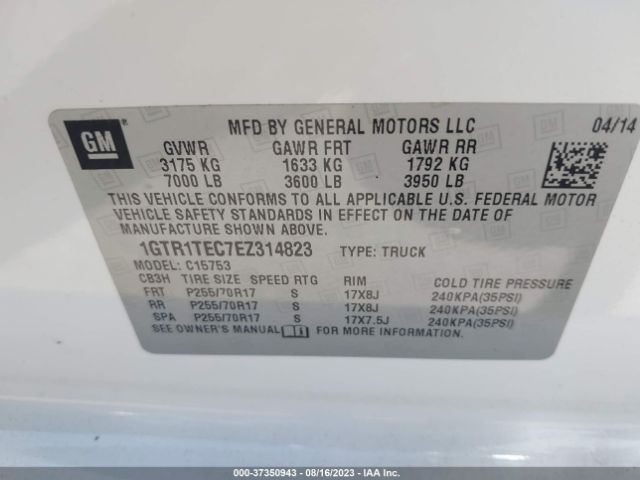 GM
MFD BY GENERAL MOTORS LLC 04/14
GVWR GAWR FRT GAWR RR
3175 KG 1633 KG 1792 KG
7000 LB 3600 LB 3950 LB
THIS VEHICLE CONFORMS TO ALL APPLICABLE U.S. FEDERAL MOTOR
VEHICLE SAFETY STANDARDS IN EFFECT ON THE DATE OF
MANUFACTURE SHOWN ABOVE.
1GTR1TEC7EZ314823 TYPE: TRUCK
MODEL: C15753
CB3H TIRE SIZE SPEED RTG RIM COLD TIRE PRESSURE
FRT P255/70R17 S 17X8J 240KPA(35PSI)
RR P255/70R17 S 17X8J 240KPA(35PSI)
SPA P255/70R17 S 17X7.5J 240KPA(35PSI)
SEE OWNER'S MANUAL FOR MORE INFORMATION.
000-37350943 - 08/16/2023 - IAA Inc.